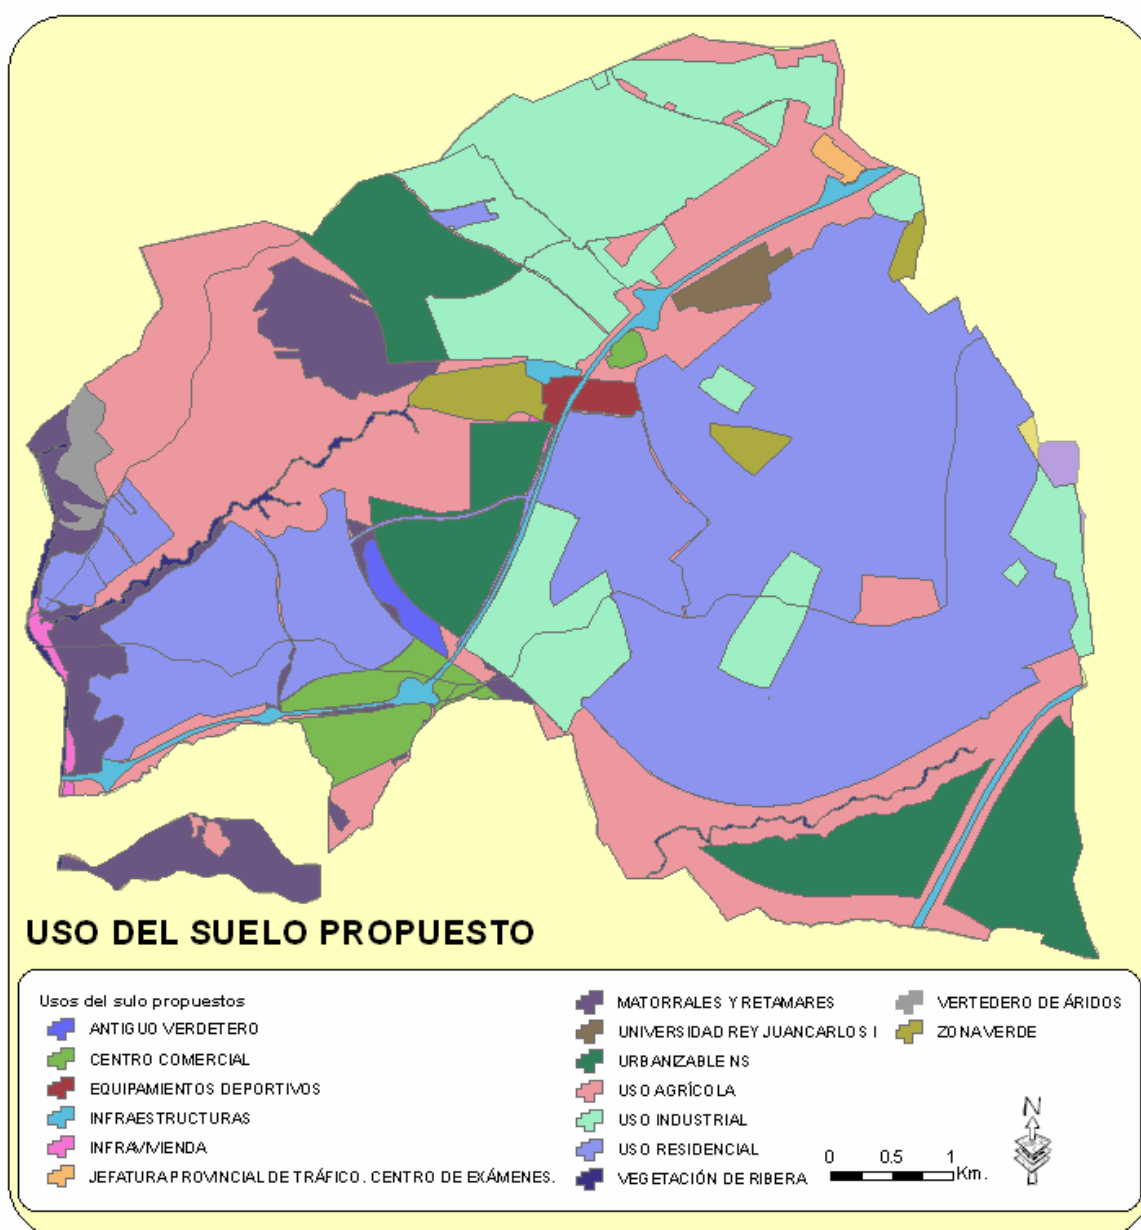 USO DEL SUELO PROPUESTO
Usos del sulo propuestos
ANTIGUO VERDETERO
CENTRO COMERCIAL
EQUIPAMIENTOS DEPORTIVOS
INFRAESTRUCTURAS
INFRAVIVIENDA
JEFATURA PROVINCIAL DE TRÁFICO. CENTRO DE EXÁMENES.
MATORRALES Y RETAMARES
UNIVERSIDAD REY JUANCARLOS I
URBANIZABLE NS
USO AGRÍCOLA
USO INDUSTRIAL
USO RESIDENCIAL
VEGETACIÓN DE RIBERA
VERTEDERO DE ÁRIDOS
ZONA VERDE
N
0 0.5 1
Km.